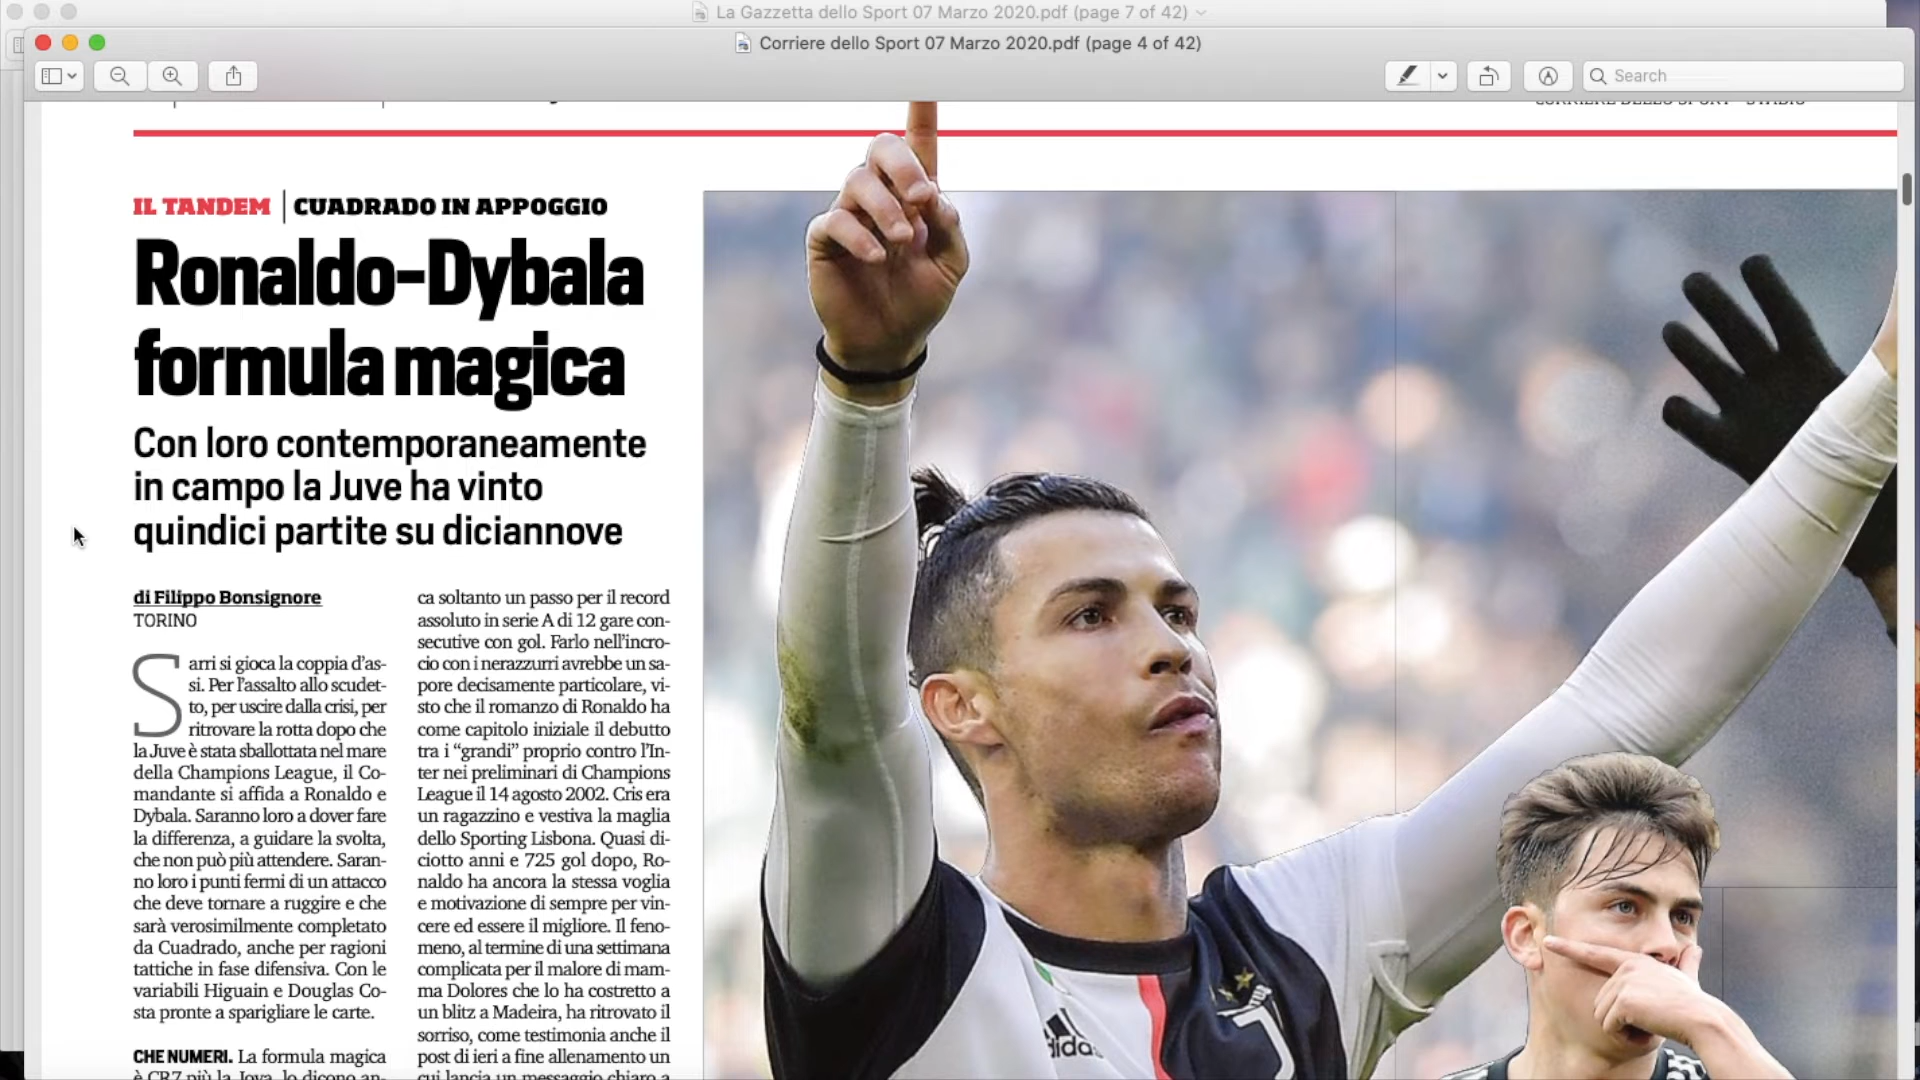 La Gazzetta dello Sport 07 Marzo 2020.pdf (page 7 of 42)
Corriere dello Sport 07 Marzo 2020.pdf (page 4 of 42)
Search
IL TANDEM | CUADRADO IN APPOGGIO
Ronaldo-Dybala
formula magica
Con loro contemporaneamente
in campo la Juve ha vinto
quindici partite su diciannove
di Filippo Bonsignore
TORINO
Sarri si gioca la coppia d'as-
si. Per l'assalto allo scudet-
to, per uscire dalla crisi, per
ritrovare la rotta dopo che
la Juve è stata sballottata nel mare
della Champions League, il Co-
mandante si affida a Ronaldo e
Dybala. Saranno loro a dover fare
la differenza, a guidare la svolta,
che non può più attendere. Saran-
no loro i punti fermi di un attacco
che deve tornare a ruggire e che
sarà verosimilmente completato
da Cuadrado, anche per ragioni
tattiche in fase difensiva. Con le
variabili Higuain e Douglas Co-
sta pronte a sparigliare le carte.
CHE NUMERI. La formula magica
è CR7 più la Joya, lo dicono an-
ca soltanto un passo per il record
assoluto in serie A di 12 gare con-
secutive con gol. Farlo nell'incro-
cio con i nerazzurri avrebbe un sa-
pore decisamente particolare, vi-
sto che il romanzo di Ronaldo ha
come capitolo iniziale il debutto
tra i “grandi” proprio contro l'In-
ter nei preliminari di Champions
League il 14 agosto 2002. Cris era
un ragazzino e vestiva la maglia
dello Sporting Lisbona. Quasi di-
ciotto anni e 725 gol dopo, Ro-
naldo ha ancora la stessa voglia
e motivazione di sempre per vin-
cere ed essere il migliore. Il feno-
meno, al termine di una settimana
complicata per il malore di mam-
ma Dolores che lo ha costretto a
un blitz a Madeira, ha ritrovato il
sorriso, come testimonia anche il
post di ieri a fine allenamento un
cui lancia un messaggio chiaro a
adidas